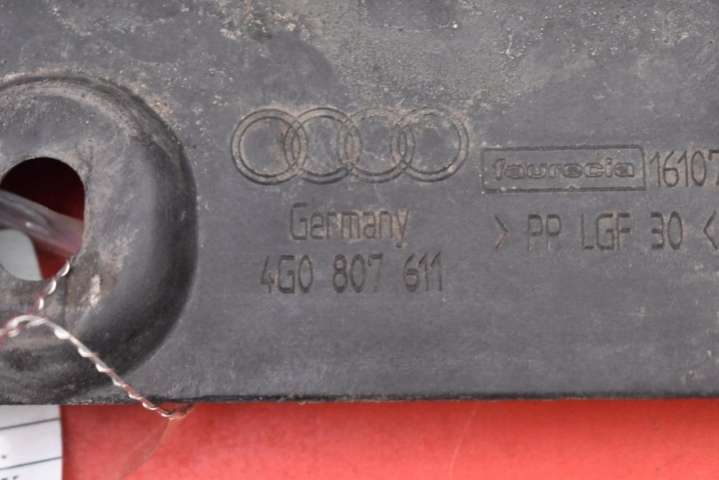 faurecia 16107
Germany > PP LGF 30 <
4G0 807 611